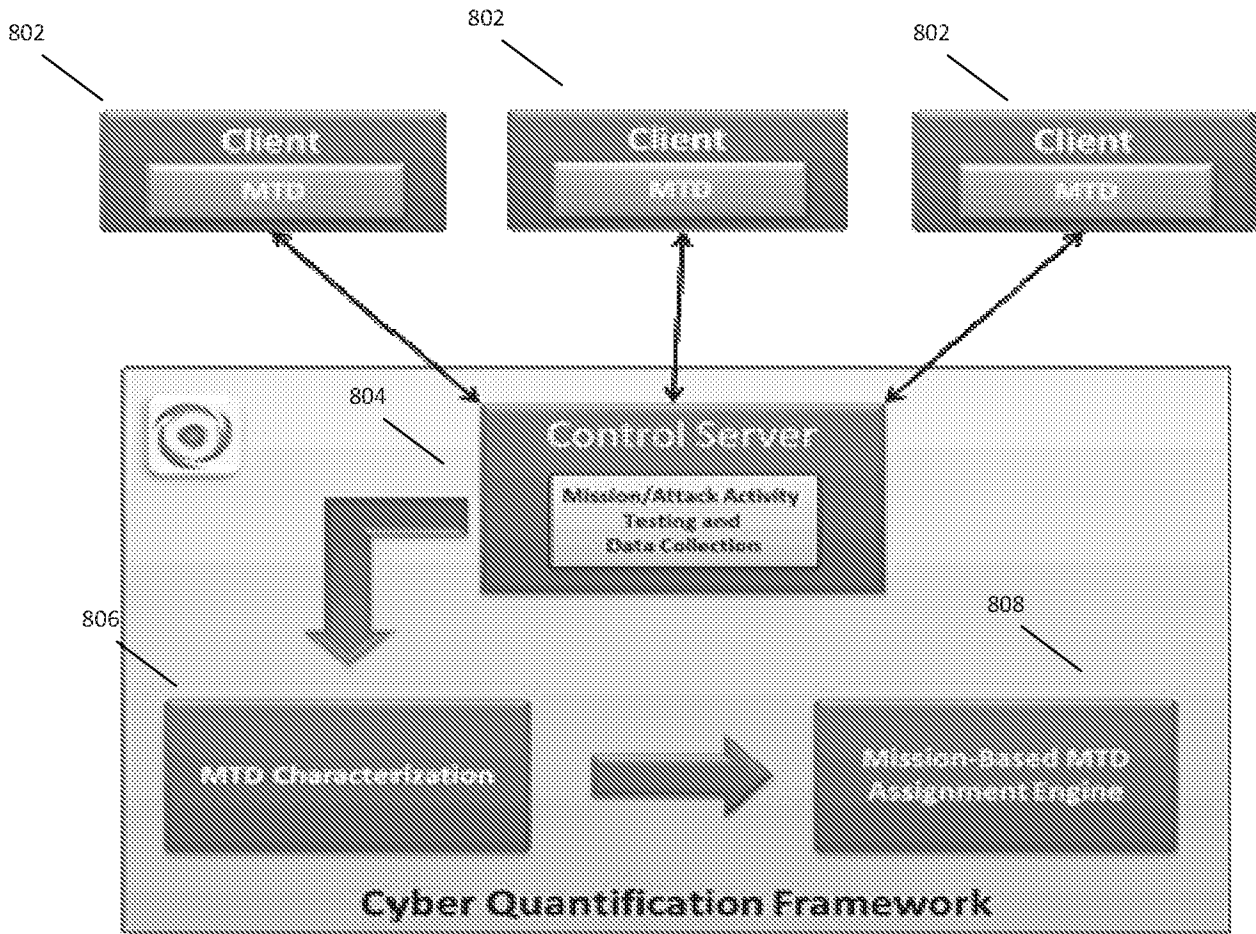 802
802
802
Client
MTD
Client
MTD
Client
MTD
804
Control Server
Mission/Attack Activity
Testing and
Data Collection
806
808
MTD Characterization
Mission-Based MTD
Assignment Engine
Cyber Quantification Framework